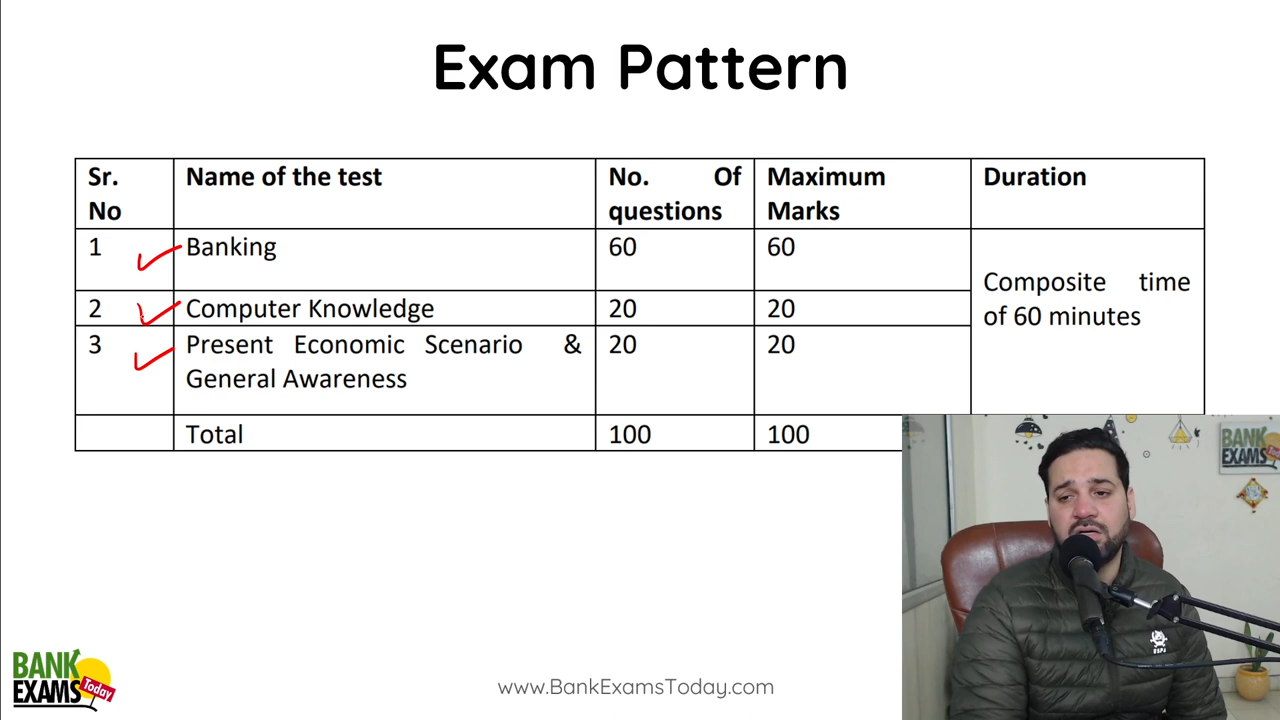 Exam Pattern
Sr. Name of the test No. Of Maximum Duration
No questions Marks
1 Banking 60 60
Composite time
of 60 minutes
2 Computer Knowledge 20 20
3 Present Economic Scenario & 20 20
General Awareness
Total 100 100
BANK
EXAMS
BANK
EXAMS
Today
www.BankExamsToday.com